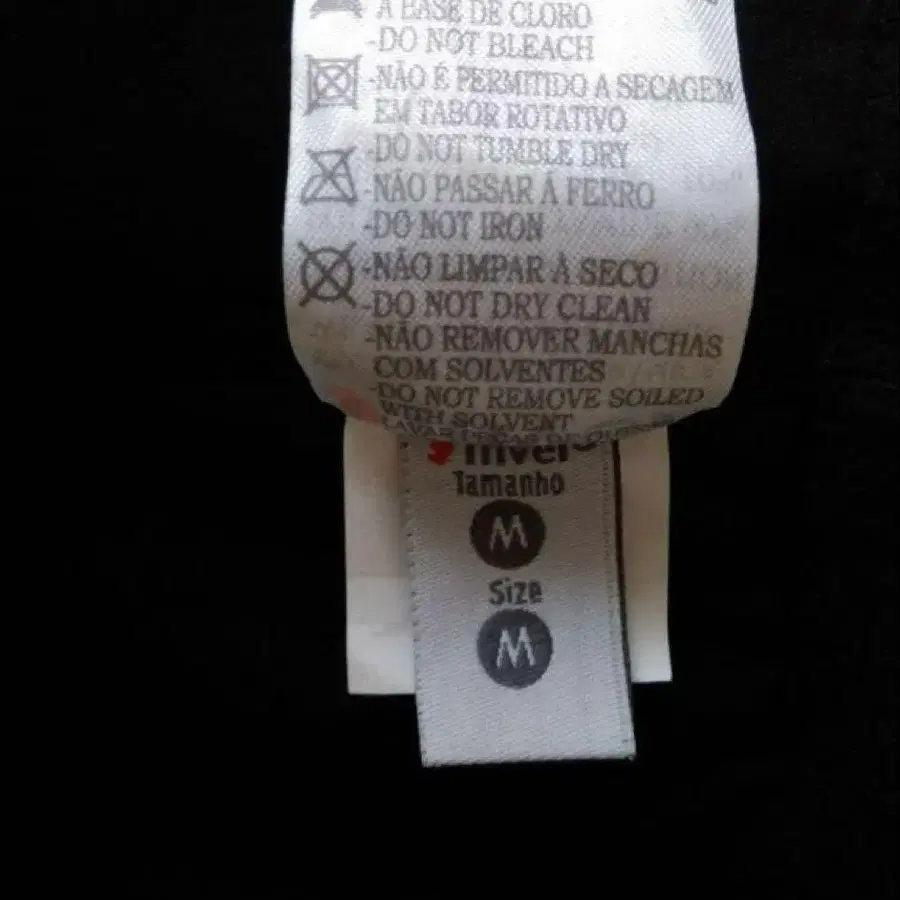 A BASE DE CLORO
-DO NOT BLEACH
-NÃO É PERMITIDO A SECAGEM
EM TABOR ROTATIVO
-DO NOT TUMBLE DRY
-NÃO PASSAR À FERRO
-DO NOT IRON
-NÃO LIMPAR À SECO
-DO NOT DRY CLEAN
-NÃO REMOVER MANCHAS
COM SOLVENTES
-DO NOT REMOVE SOILED
WITH SOLVENT
Tamanho
M
Size
M